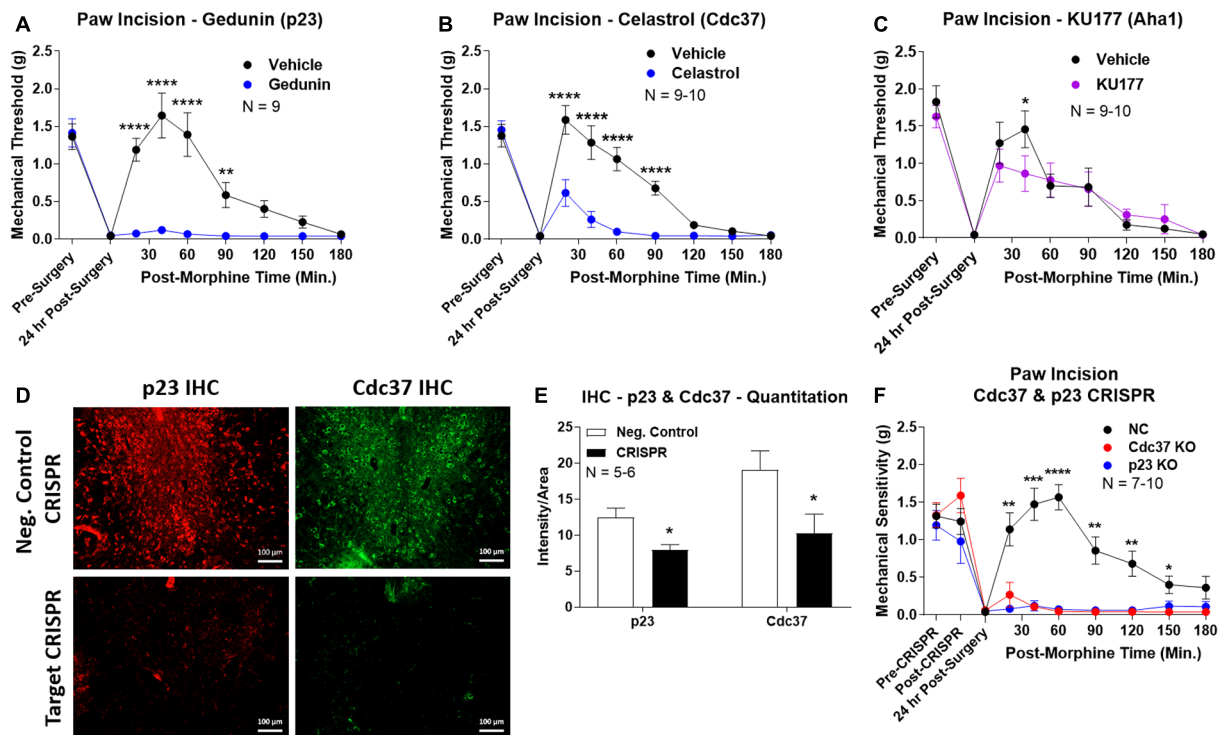 A
Paw Incision - Gedunin (p23)
Mechanical Threshold (g)
2.5
2.0
1.5
1.0
0.5
0.0
Vehicle
Gedunin
N = 9
****
****
****
**
30 60 90 120 150 180
Pre-Surgery
24 hr Post-Surgery
Post-Morphine Time (Min.)
B
Paw Incision - Celastrol (Cdc37)
Mechanical Threshold (g)
2.5
2.0
1.5
1.0
0.5
0.0
Vehicle
Celastrol
N = 9-10
****
****
****
****
30 60 90 120 150 180
Pre-Surgery
24 hr Post-Surgery
Post-Morphine Time (Min.)
C
Paw Incision - KU177 (Aha1)
Mechanical Threshold (g)
2.5
2.0
1.5
1.0
0.5
0.0
Vehicle
KU177
N = 9-10
*
30 60 90 120 150 180
Pre-Surgery
24 hr Post-Surgery
Post-Morphine Time (Min.)
D
p23 IHC
Cdc37 IHC
Neg. Control
CRISPR
100 µm
100 µm
Target CRISPR
100 µm
100 µm
E
IHC - p23 & Cdc37 - Quantitation
Intensity/Area
25
20
15
10
5
0
Neg. Control
CRISPR
N = 5-6
*
*
p23
Cdc37
F
Paw Incision
Cdc37 & p23 CRISPR
Mechanical Sensitivity (g)
2.5
2.0
1.5
1.0
0.5
0.0
NC
Cdc37 KO
p23 KO
N = 7-10
**
***
****
**
**
*
30 60 90 120 150 180
Pre-CRISPR
Post-CRISPR
24 hr Post-Surgery
Post-Morphine Time (Min.)